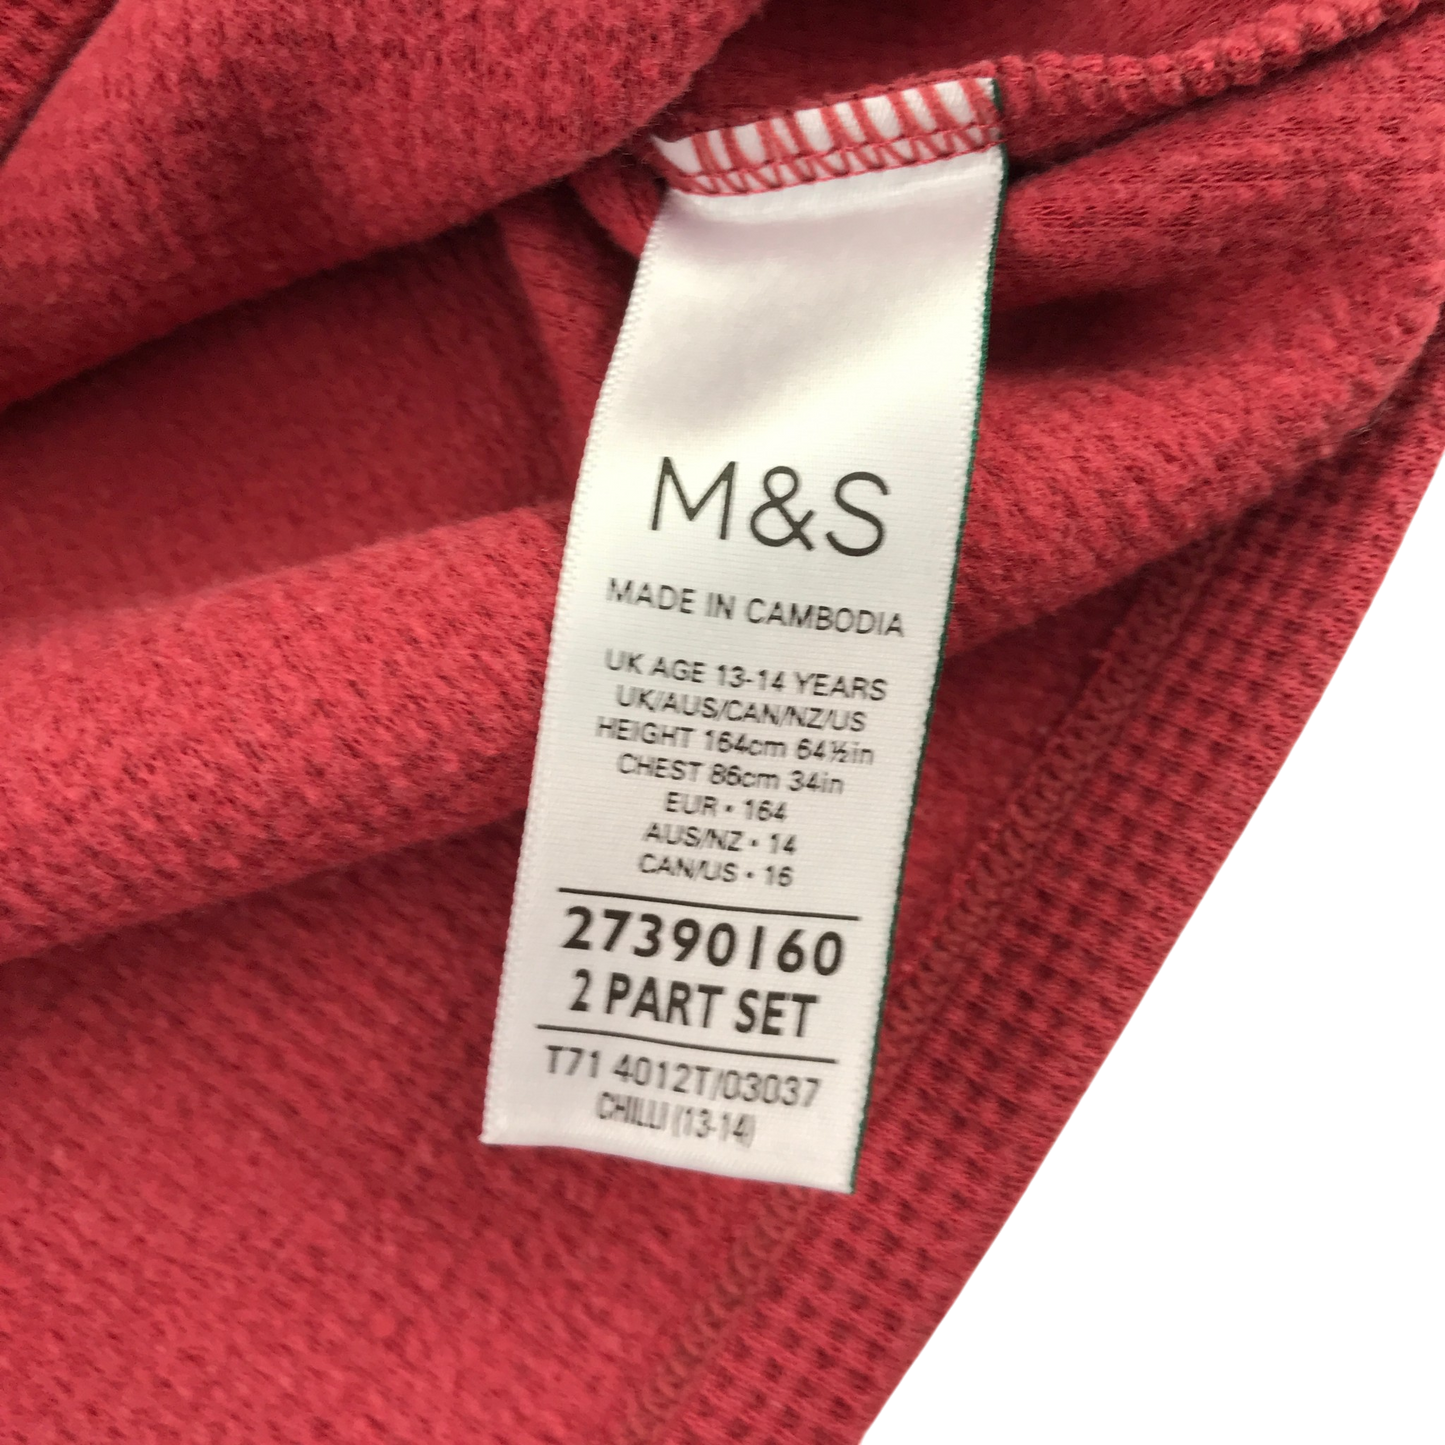 M&S
MADE IN CAMBODIA
UK AGE 13-14 YEARS
UK/AUS/CAN/NZ/US
HEIGHT 164cm 64½in
CHEST 86cm 34in
EUR • 164
AUS/NZ • 14
CAN/US • 16
27390160
2 PART SET
T71 4012T/03037
CHILLI (13-14)